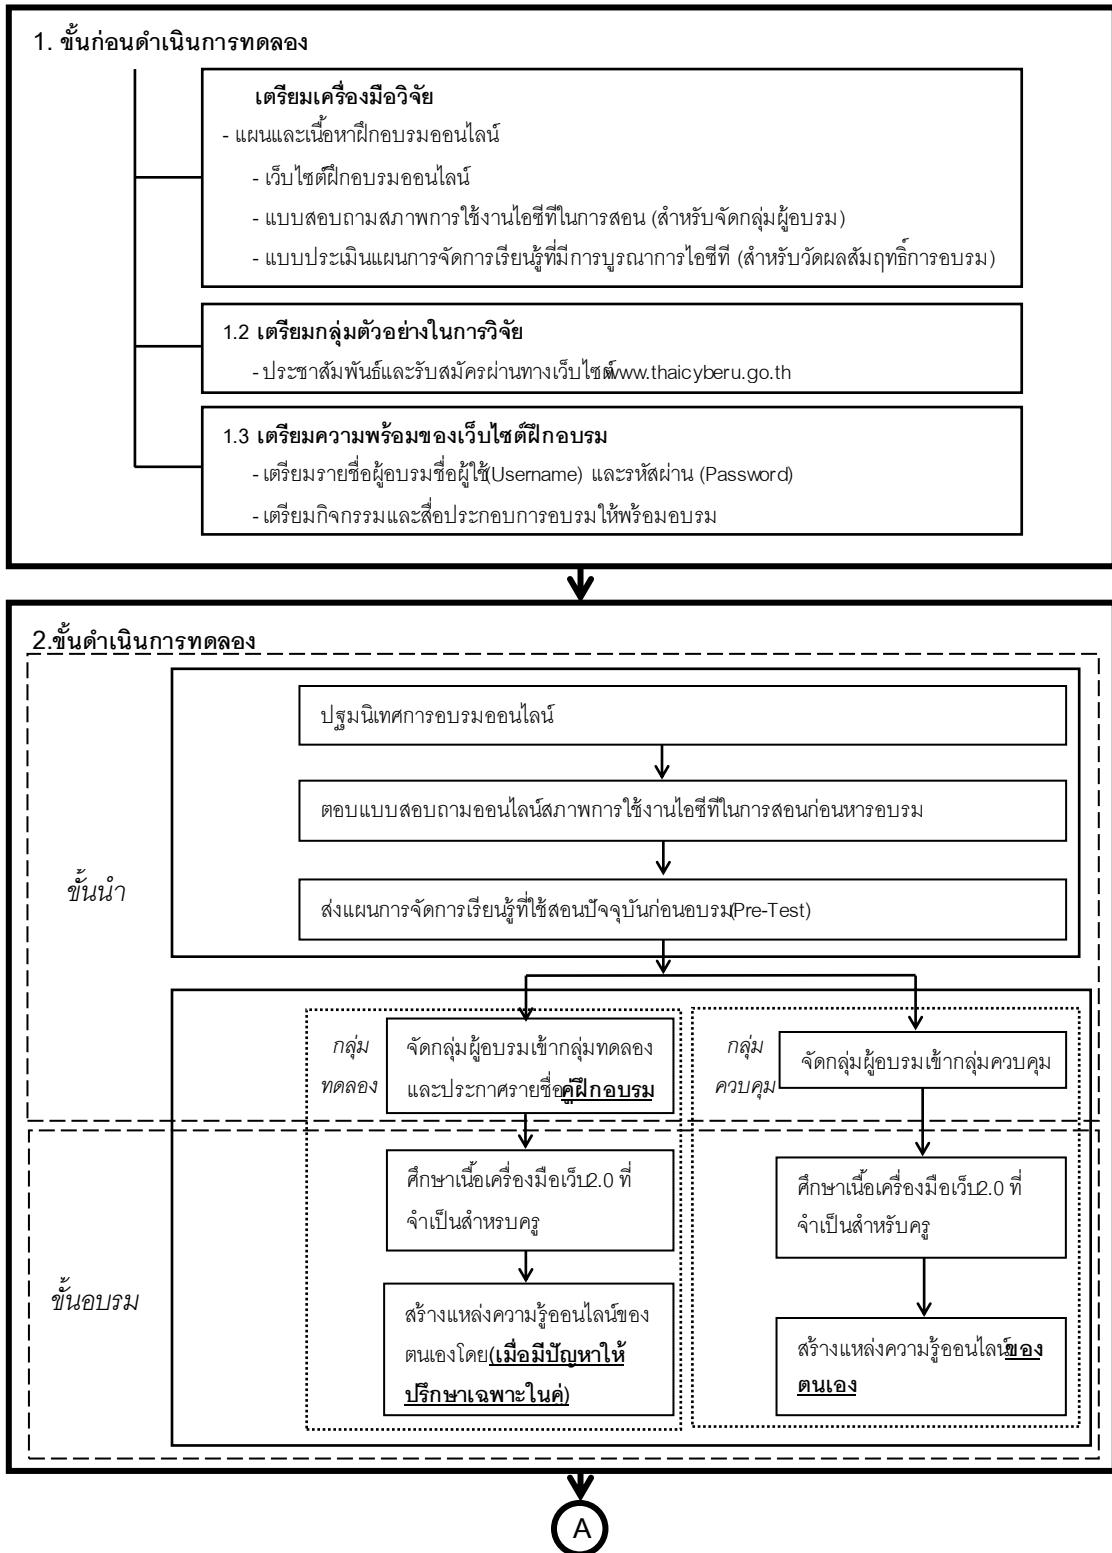 1. ขั้นก่อนดำเนินการทดลอง
เตรียมเครื่องมือวิจัย
- แผนและเนื้อหาฝึกอบรมออนไลน์
- เว็บไซต์ฝึกอบรมออนไลน์
- แบบสอบถามสภาพการใช้งานไอซีทีในการสอน (สำหรับจัดกลุ่มผู้อบรม)
- แบบประเมินแผนการจัดการเรียนรู้ที่มีการบูรณาการไอซีที (สำหรับวัดผลสัมฤทธิ์การอบรม)
1.2 เตรียมกลุ่มตัวอย่างในการวิจัย
- ประชาสัมพันธ์และรับสมัครผ่านทางเว็บไซต์www.thaicyberu.go.th
1.3 เตรียมความพร้อมของเว็บไซต์ฝึกอบรม
- เตรียมรายชื่อผู้อบรมชื่อผู้ใช้(Username) และรหัสผ่าน (Password)
- เตรียมกิจกรรมและสื่อประกอบการอบรมให้พร้อมอบรม
2.ขั้นดำเนินการทดลอง
ปฐมนิเทศการอบรมออนไลน์
ตอบแบบสอบถามออนไลน์สภาพการใช้งานไอซีทีในการสอนก่อนหารอบรม
ขั้นนำ
ส่งแผนการจัดการเรียนรู้ที่ใช้สอนปัจจุบันก่อนอบรม(Pre-Test)
กลุ่ม
ทดลอง
จัดกลุ่มผู้อบรมเข้ากลุ่มทดลอง
และประกาศรายชื่อคู่ฝึกอบรม
กลุ่ม
ควบคุม
จัดกลุ่มผู้อบรมเข้ากลุ่มควบคุม
ศึกษาเนื้อเครื่องมือเว็บ2.0 ที่
จำเป็นสำหรบครู
ศึกษาเนื้อเครื่องมือเว็บ2.0 ที่
จำเป็นสำหรับครู
ขั้นอบรม
สร้างแหล่งความรู้ออนไลน์ของ
ตนเองโดย(เมื่อมีปัญหาให้
ปรึกษาเฉพาะในคู่)
สร้างแหล่งความรู้ออนไลน์ของ
ตนเอง
A